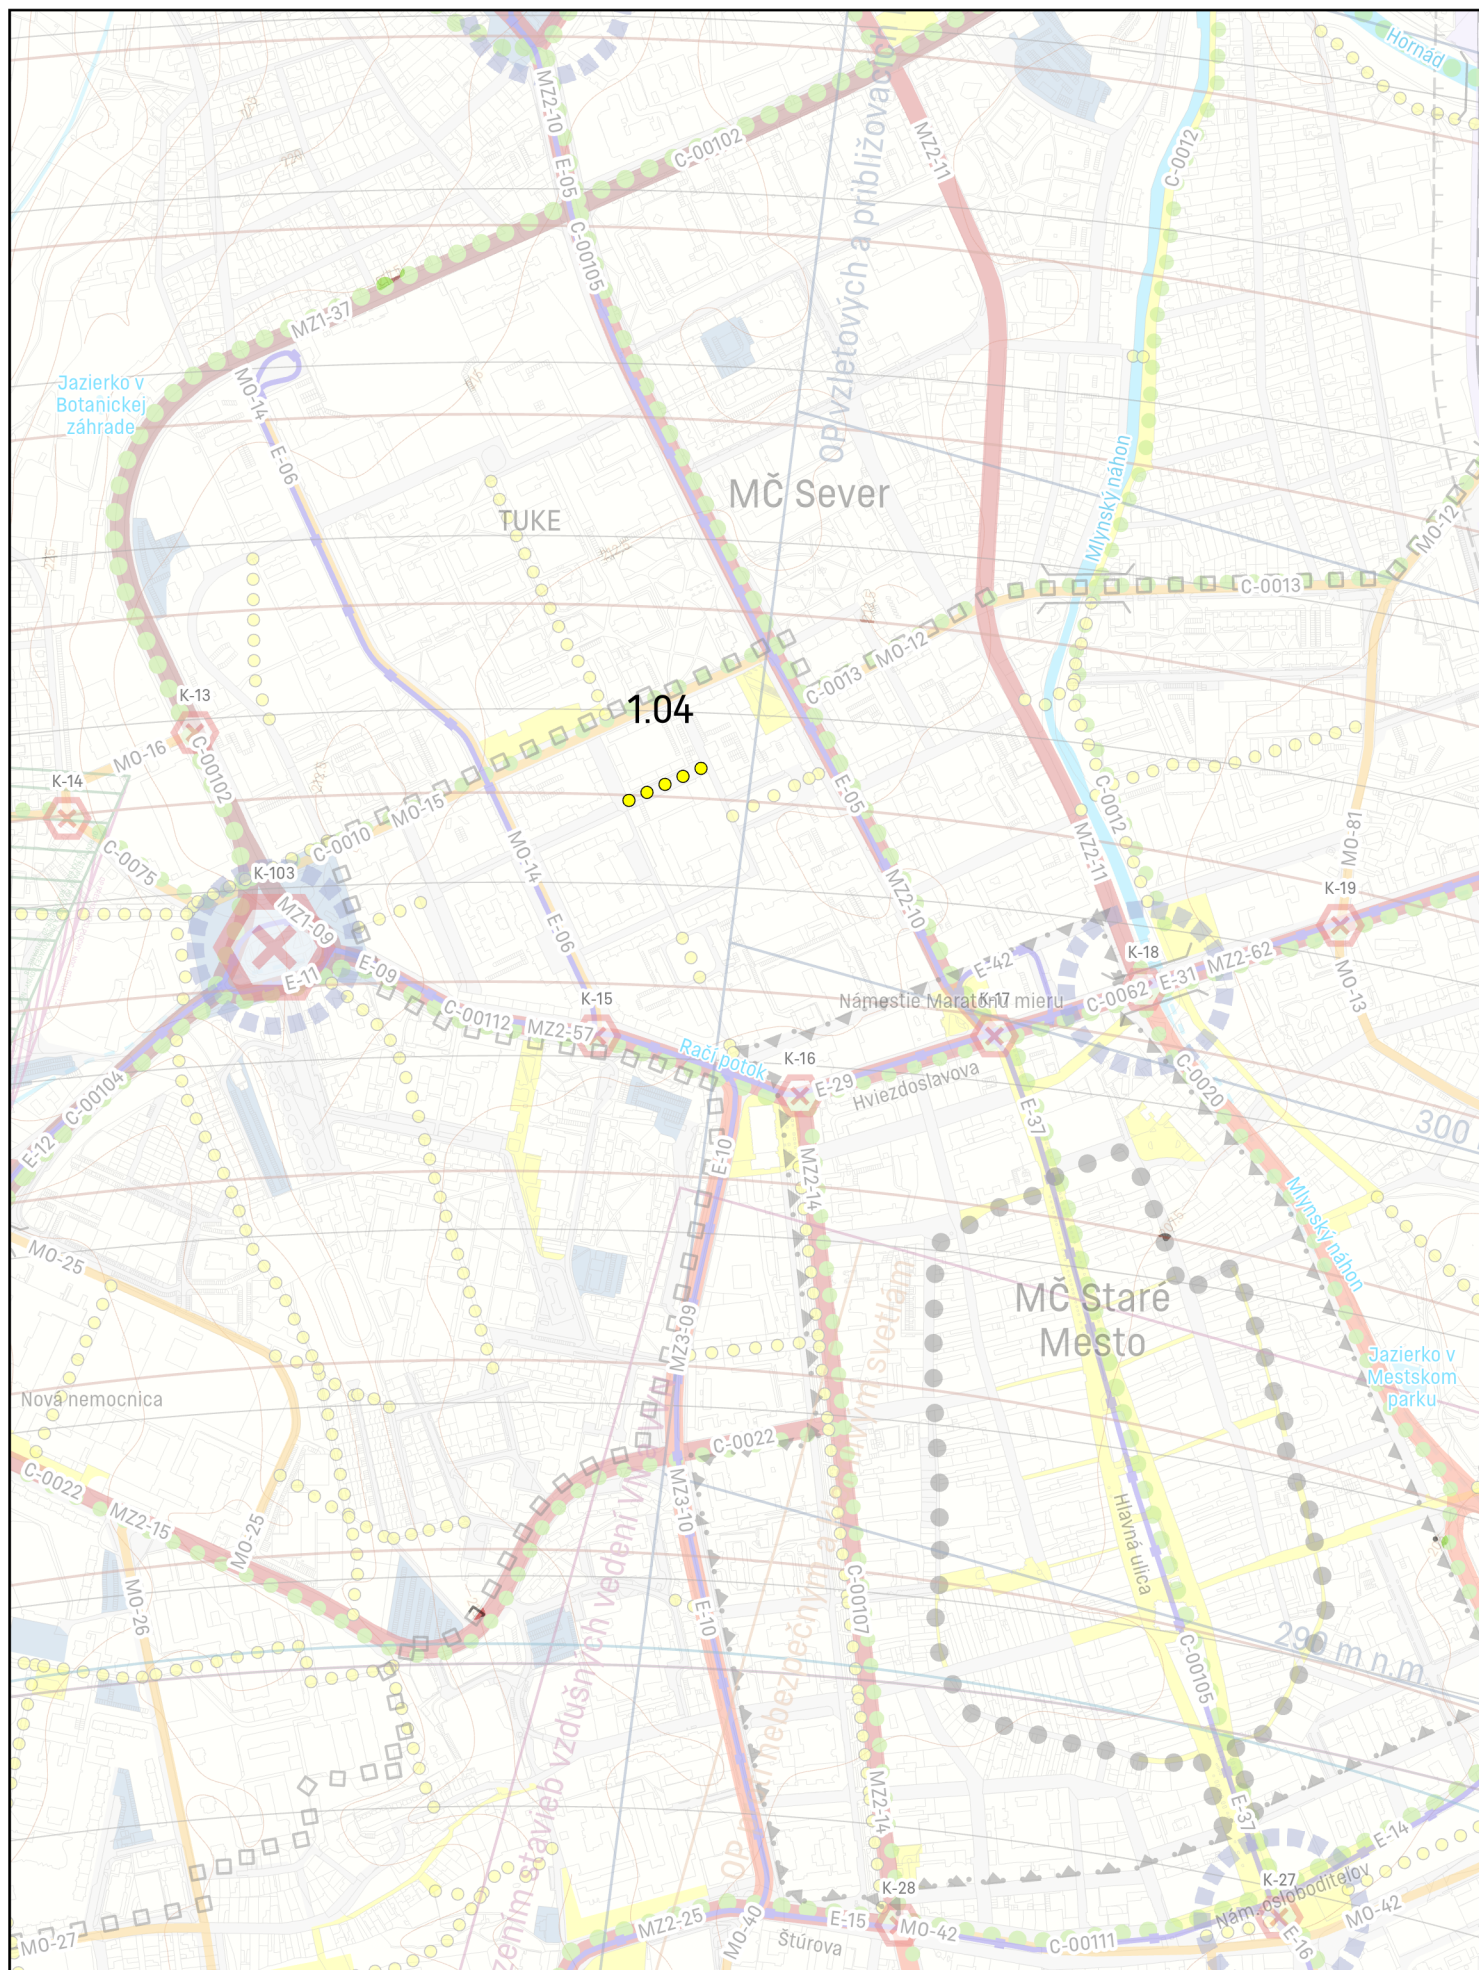 Hornád
MZ2-10
C-00102
MZ2-11
OP vzletových a približovacích
C-0012
E-05
C-00105
MZ1-37
Jazierko v
Botanickej
záhrade
MO-14
E-06
MČ Sever
TUKE
Mlynský náhon
MO-12
C-0013
MO-12
C-0013
K-13
1.04
MO-16
C-00102
K-14
C-0075
C-0010
MO-15
E-05
MZ2-11
C-0012
MO-81
MO-14
K-103
MZ1-09
E-11
E-09
E-06
MZ2-10
K-19
K-18
E-42
C-0062
E-31
MZ2-62
MO-13
Námestie Maratónu mieru
K-17
K-15
C-00112
MZ2-57
Račí potok
K-16
E-29
Hviezdoslavova
C-0020
C-00104
E-12
E-37
300
E-10
MZ2-14
Mlynský náhon
MO-25
MČ Staré
Mesto
MZ3-09
Jazierko v
Mestskom
parku
Nová nemocnica
C-0022
C-0022
MZ2-15
MO-25
MZ3-10
Hlavná ulica
MO-26
E-10
C-00107
290 m n.m.
C-00105
MZ2-14
E-37
E-14
K-28
K-27
Nám. osloboditeľov
MO-27
MZ2-25
MO-40
E-15
MO-42
Štúrova
C-00111
E-16
MO-42